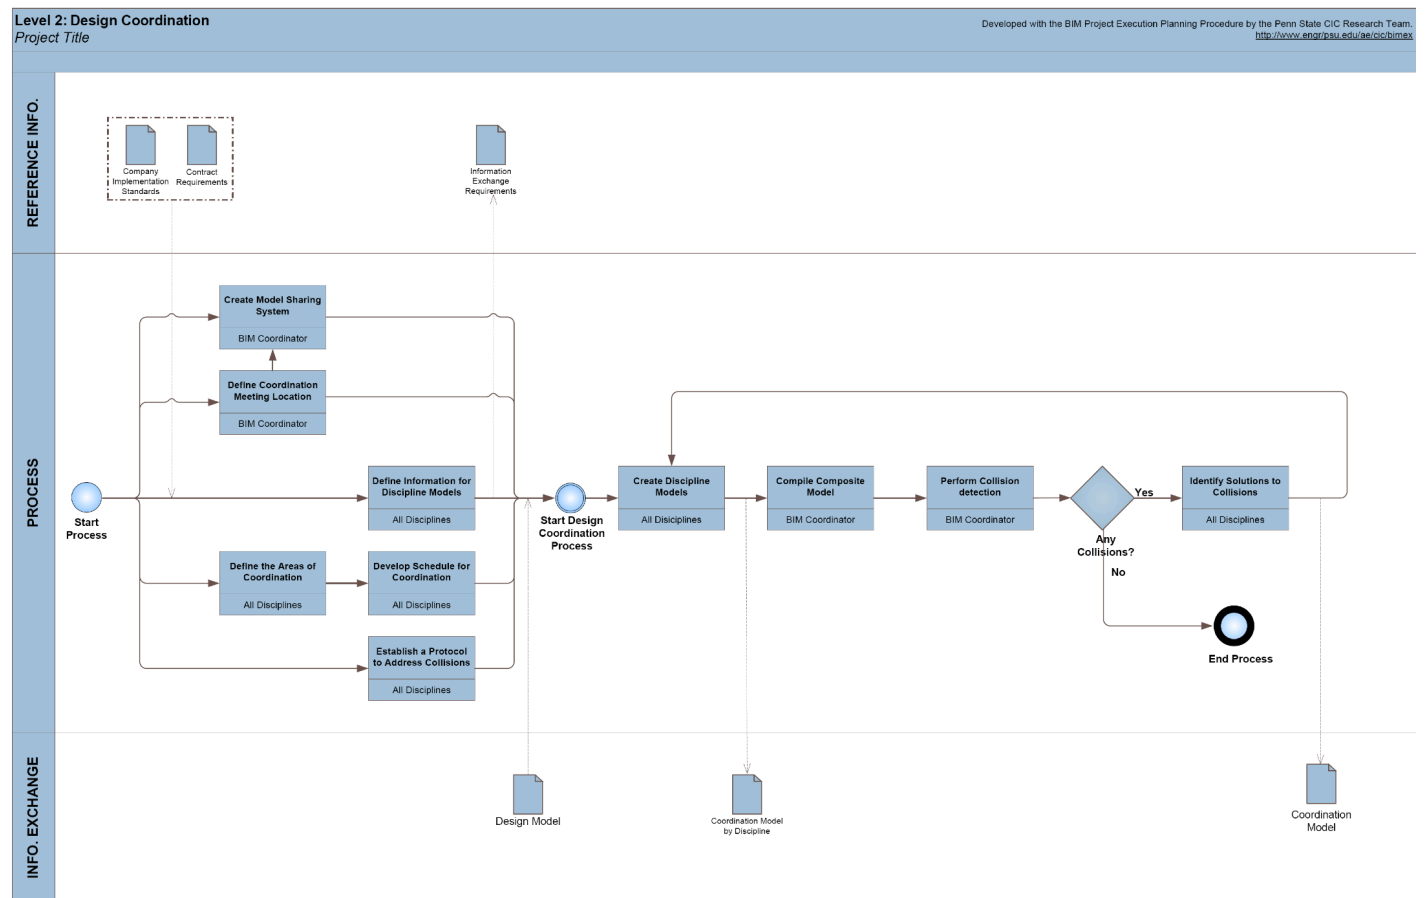 Level 2: Design Coordination
Project Title
Developed with the BIM Project Execution Planning Procedure by the Penn State CIC Research Team.
http://www.engr/psu.edu/ae/cic/bimex
REFERENCE INFO.
Company
Implementation
Standards
Contract
Requirements
Information
Exchange
Requirements
PROCESS
Create Model Sharing
System
BIM Coordinator
Define Coordination
Meeting Location
BIM Coordinator
Start
Process
Define Information for
Discipline Models
All Disciplines
Define the Areas of
Coordination
All Disciplines
Develop Schedule for
Coordination
All Disciplines
Establish a Protocol
to Address Collisions
All Disciplines
Start Design
Coordination
Process
Create Discipline
Models
All Disiciplines
Compile Composite
Model
BIM Coordinator
Perform Collision
detection
BIM Coordinator
Any
Collisions?
Yes
No
Identify Solutions to
Collisions
All Disciplines
End Process
INFO. EXCHANGE
Design Model
Coordination Model
by Discipline
Coordination
Model